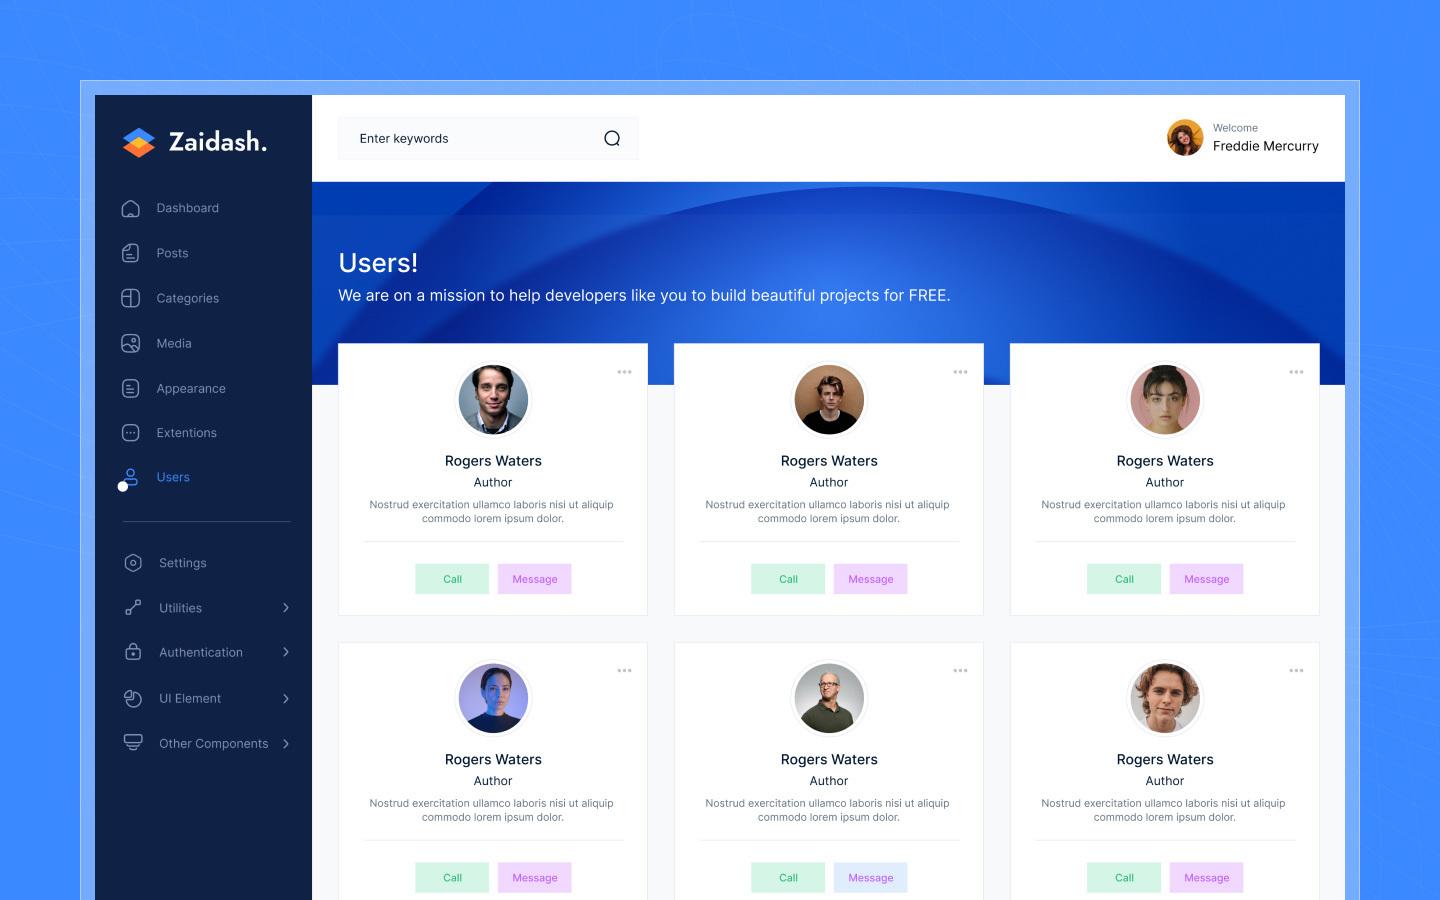 Zaidash.
Enter keywords
Welcome
Freddie Mercurry
Dashboard
Posts
Categories
Media
Appearance
Extentions
Users
Settings
Utilities
Authentication
UI Element
Other Components
Users!
We are on a mission to help developers like you to build beautiful projects for FREE.
Rogers Waters
Author
Nostrud exercitation ullamco laboris nisi ut aliquip
commodo lorem ipsum dolor.
Call Message
Rogers Waters
Author
Nostrud exercitation ullamco laboris nisi ut aliquip
commodo lorem ipsum dolor.
Call Message
Rogers Waters
Author
Nostrud exercitation ullamco laboris nisi ut aliquip
commodo lorem ipsum dolor.
Call Message
Rogers Waters
Author
Nostrud exercitation ullamco laboris nisi ut aliquip
commodo lorem ipsum dolor.
Call Message
Rogers Waters
Author
Nostrud exercitation ullamco laboris nisi ut aliquip
commodo lorem ipsum dolor.
Call Message
Rogers Waters
Author
Nostrud exercitation ullamco laboris nisi ut aliquip
commodo lorem ipsum dolor.
Call Message